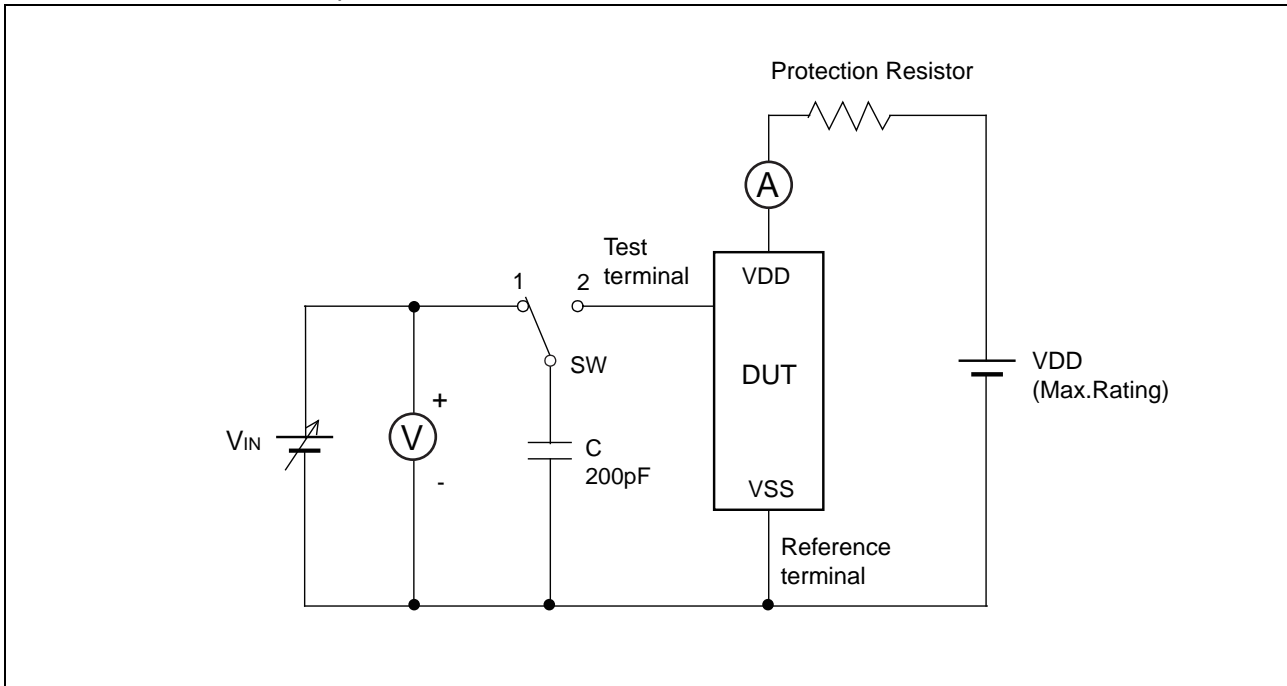 Protection Resistor
A
Test
terminal
VDD
1
2
SW
DUT
VDD
(Max.Rating)
VIN
+
V
-
C
200pF
VSS
Reference
terminal